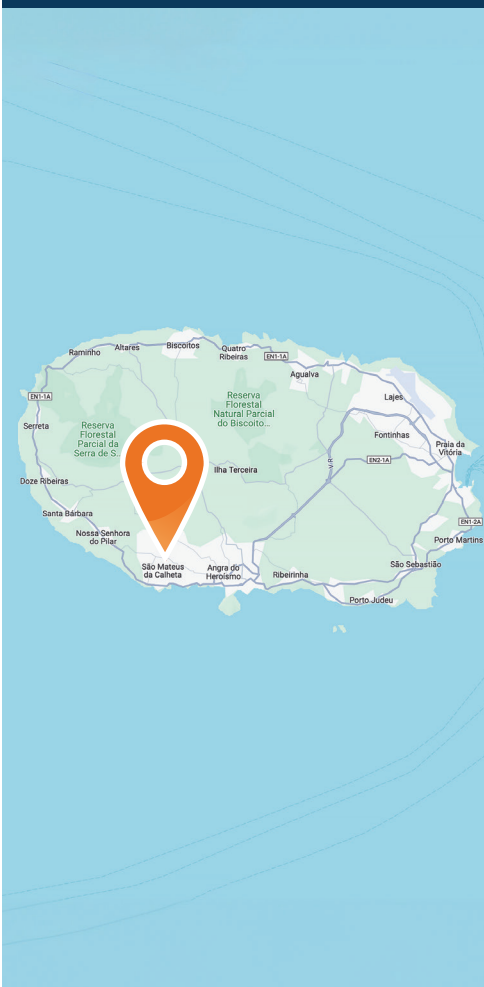 Biscoitos
Altares
Raminho
Quatro
Ribeiras
EN1-1A
Agualva
Lajes
EN1-1A
Reserva
Florestal
Natural Parcial
do Biscoito...
Serreta
Reserva
Florestal
Parcial da
Serra de S...
Fontinhas
Praia da
Vitória
V.R.
EN2-1A
Ilha Terceira
Doze Ribeiras
Santa Bárbara
EN1-2A
Nossa Senhora
do Pilar
Porto Martins
São Mateus
da Calheta
Angra do
Heroísmo
Ribeirinha
São Sebastião
Porto Judeu